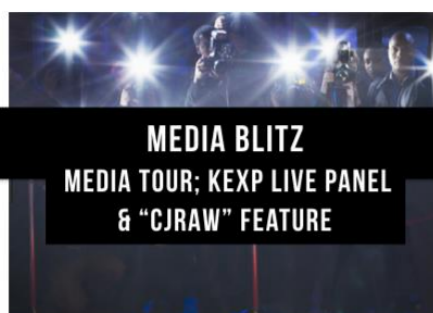 MEDIA BLITZ
MEDIA TOUR; KEXP LIVE PANEL
& “CJRAW” FEATURE